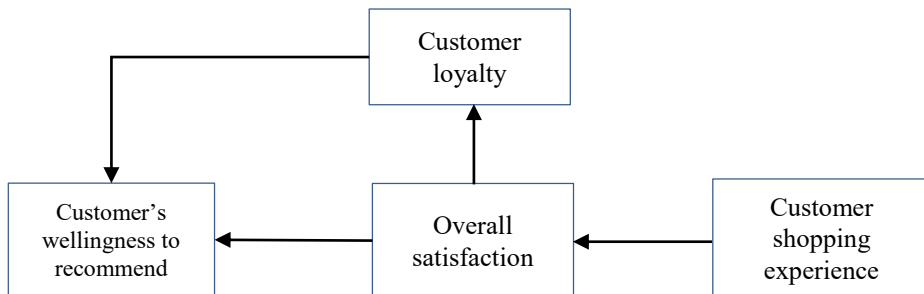 Customer
loyalty
Customer’s
wellingness to
recommend
Overall
satisfaction
Customer
shopping
experience